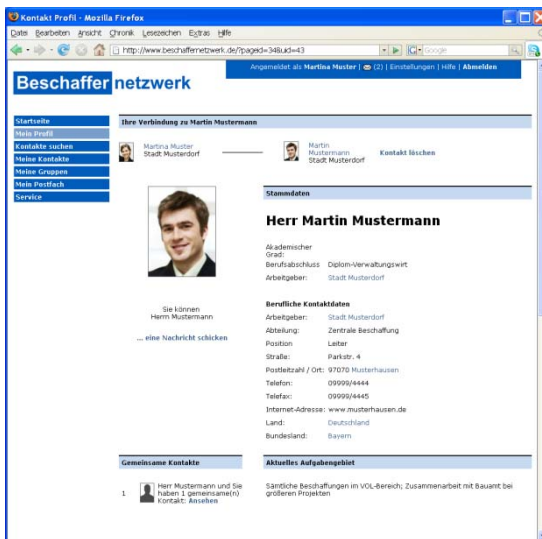 Kontakt Profil - Mozilla Firefox
Datei Bearbeiten Ansicht Chronik Lesezeichen Extras Hilfe
http://www.beschaffernetzwerk.de/?pageid=34&uid=43
Google
Angemeldet als Martina Muster | (2) | Einstellungen | Hilfe | Abmelden
Beschaffer netzwerk
Startseite
Mein Profil
Kontakte suchen
Meine Kontakte
Meine Gruppen
Mein Postfach
Service
Ihre Verbindung zu Martin Mustermann
Martina Muster
Stadt Musterdorf
Martin
Mustermann
Stadt Musterdorf
Kontakt löschen
Sie können
Herrn Mustermann
... eine Nachricht schicken
Stammdaten
Herr Martin Mustermann
Akademischer
Grad:
Berufsabschluss Diplom-Verwaltungswirt
Arbeitgeber: Stadt Musterdorf
Berufliche Kontaktdaten
Arbeitgeber: Stadt Musterdorf
Abteilung: Zentrale Beschaffung
Position Leiter
Straße: Parkstr. 4
Postleitzahl / Ort: 97070 Musterhausen
Telefon: 09999/4444
Telefax: 09999/4445
Internet-Adresse: www.musterhausen.de
Land: Deutschland
Bundesland: Bayern
Gemeinsame Kontakte
1 Herr Mustermann und Sie
haben 1 gemeinsame(n)
Kontakt: Ansehen
Aktuelles Aufgabengebiet
Sämtliche Beschaffungen im VOL-Bereich; Zusammenarbeit mit Bauamt bei
größeren Projekten